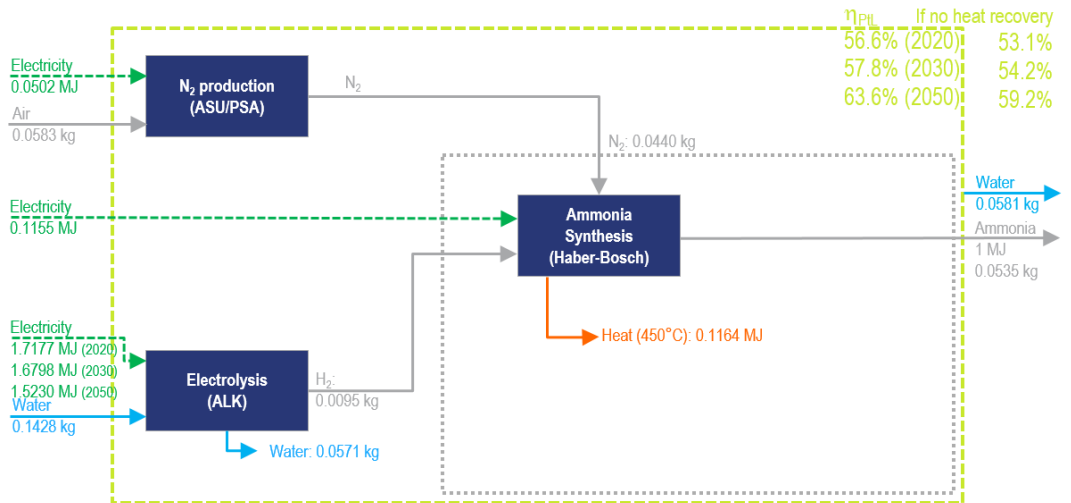 ηPtL If no heat recovery
56.6% (2020) 53.1%
57.8% (2030) 54.2%
63.6% (2050) 59.2%
Electricity
0.0502 MJ
Air
0.0583 kg
N₂ production
(ASU/PSA)
N₂
N₂: 0.0440 kg
Electricity
0.1155 MJ
Ammonia
Synthesis
(Haber-Bosch)
Water
0.0581 kg
Ammonia
1 MJ
0.0535 kg
Heat (450°C): 0.1164 MJ
Electricity
1.7177 MJ (2020)
1.6798 MJ (2030)
1.5230 MJ (2050)
Water
0.1428 kg
Electrolysis
(ALK)
H₂:
0.0095 kg
Water: 0.0571 kg